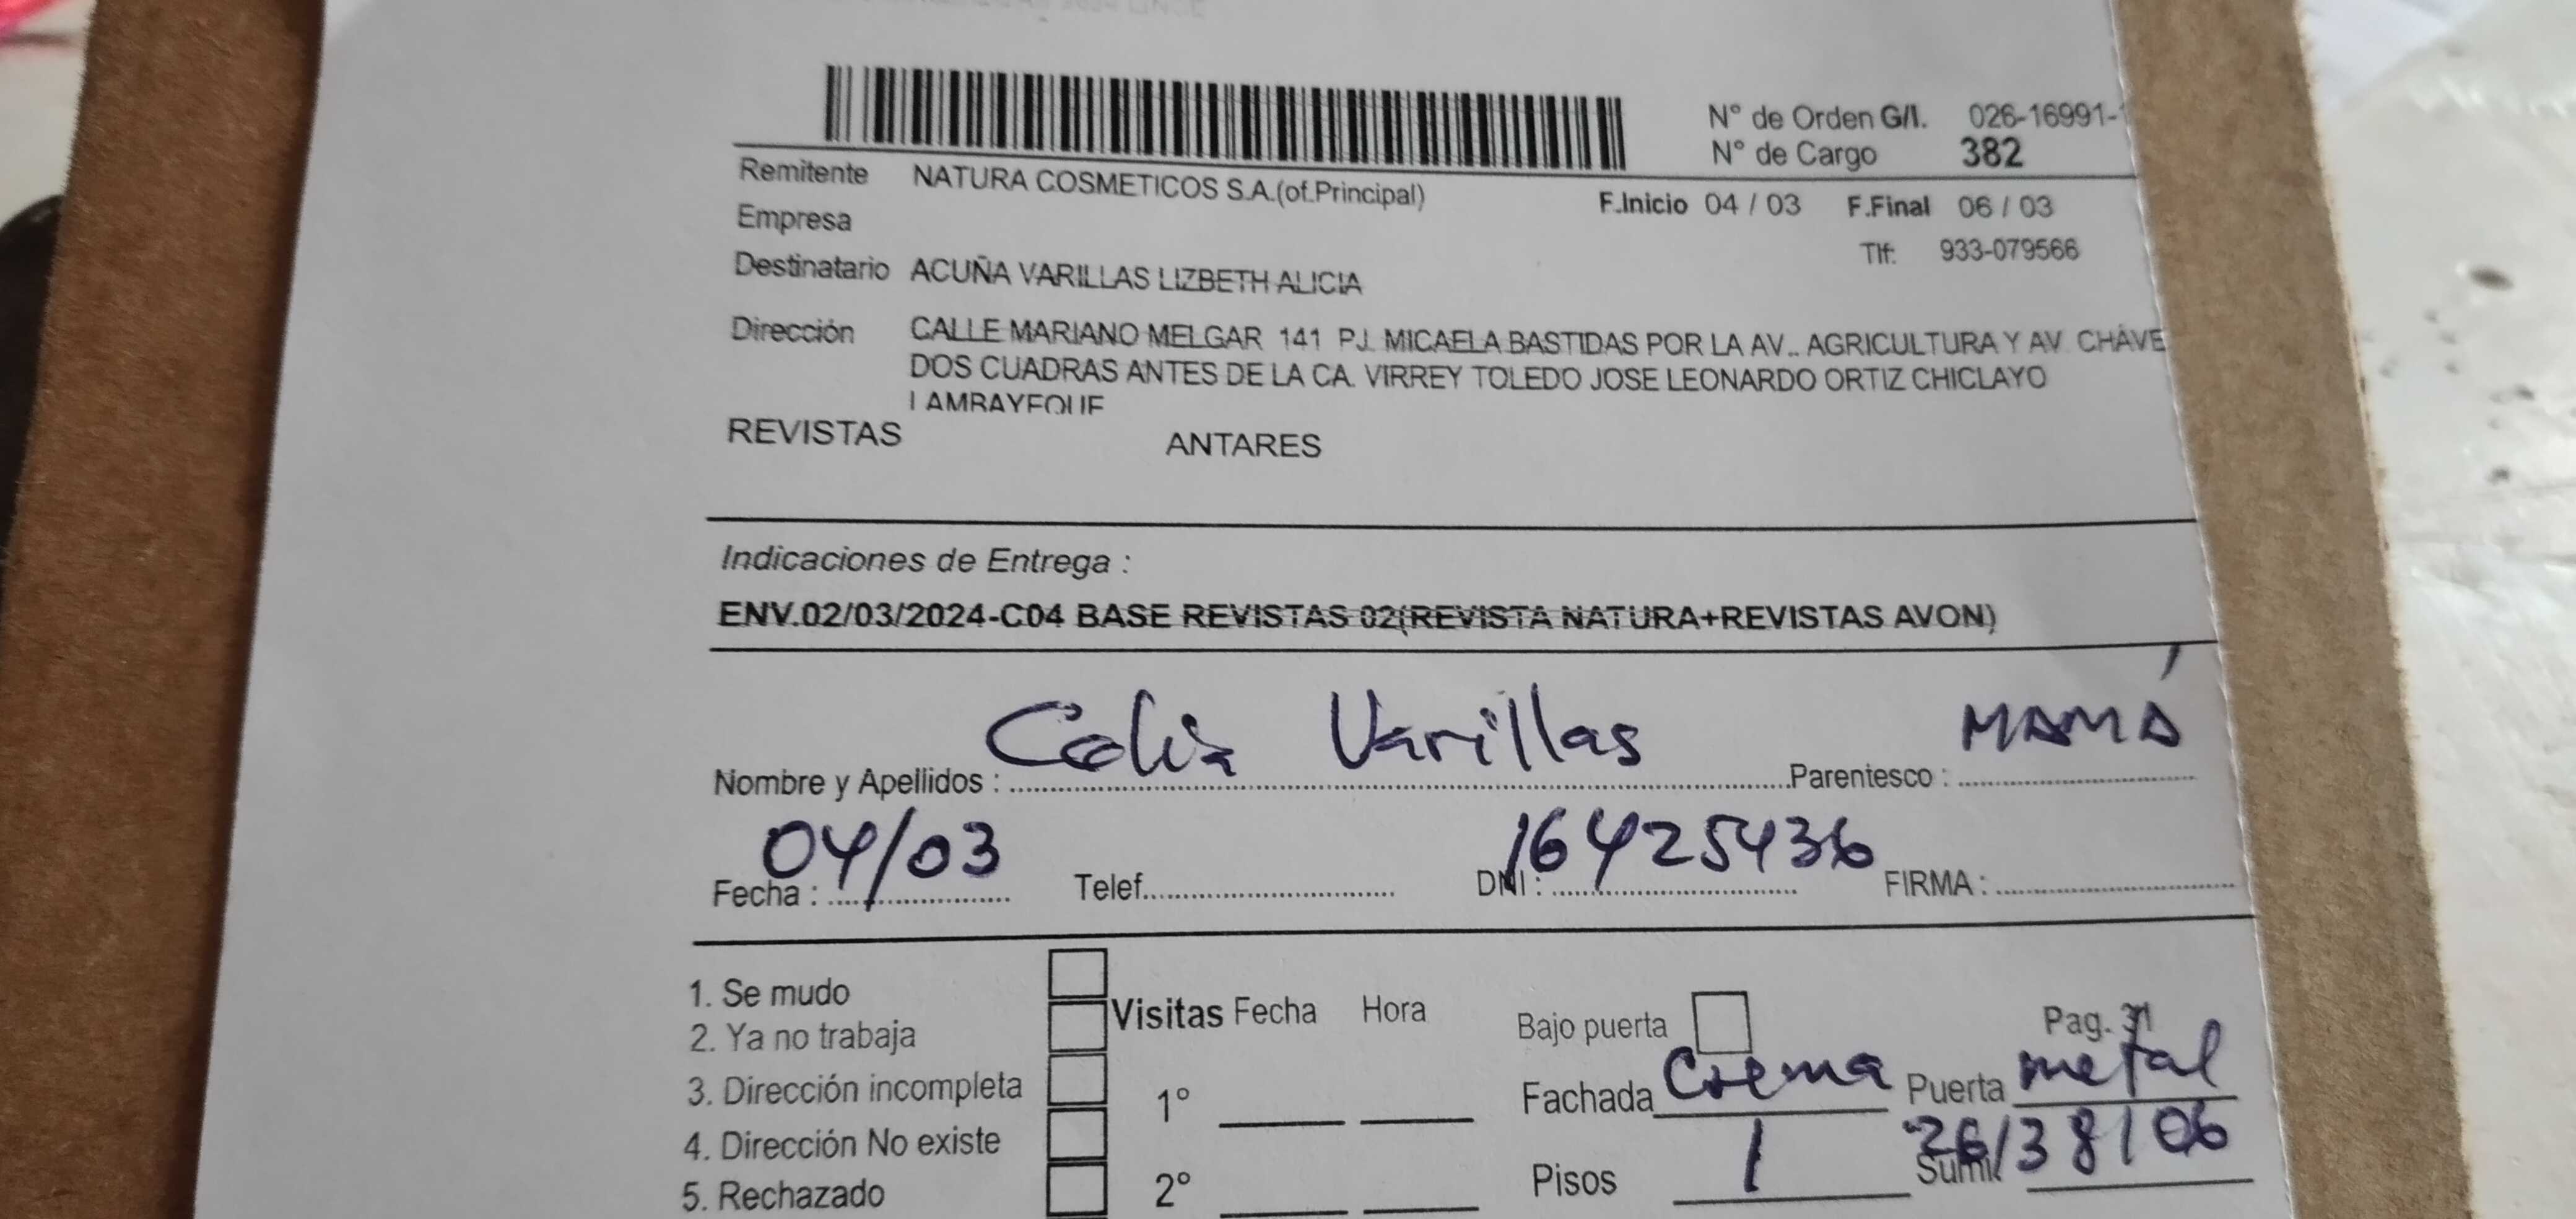 N° de Orden G/I. 026-16991-
N° de Cargo 382
Remitente NATURA COSMETICOS S.A.(of.Principal)
F.Inicio 04 / 03 F.Final 06 / 03
Empresa
Tlf: 933-079566
Destinatario ACUÑA VARILLAS LIZBETH ALICIA
Dirección CALLE MARIANO MELGAR 141 PJ. MICAELA BASTIDAS POR LA AV.. AGRICULTURA Y AV. CHÁVE
DOS CUADRAS ANTES DE LA CA. VIRREY TOLEDO JOSE LEONARDO ORTIZ CHICLAYO
LAMBAYEQUE
REVISTAS ANTARES
Indicaciones de Entrega :
ENV.02/03/2024-C04 BASE REVISTAS 02(REVISTA NATURA+REVISTAS AVON)
Nombre y Apellidos : Celia Varillas Parentesco : MAMÁ
Fecha : 04/03 Telef. DNI : 16425436 FIRMA :
1. Se mudo
2. Ya no trabaja
3. Dirección incompleta
4. Dirección No existe
5. Rechazado
Visitas Fecha Hora
1°
2°
Bajo puerta Pag.
Fachada Crema Puerta metal
Pisos 1 Sumi.